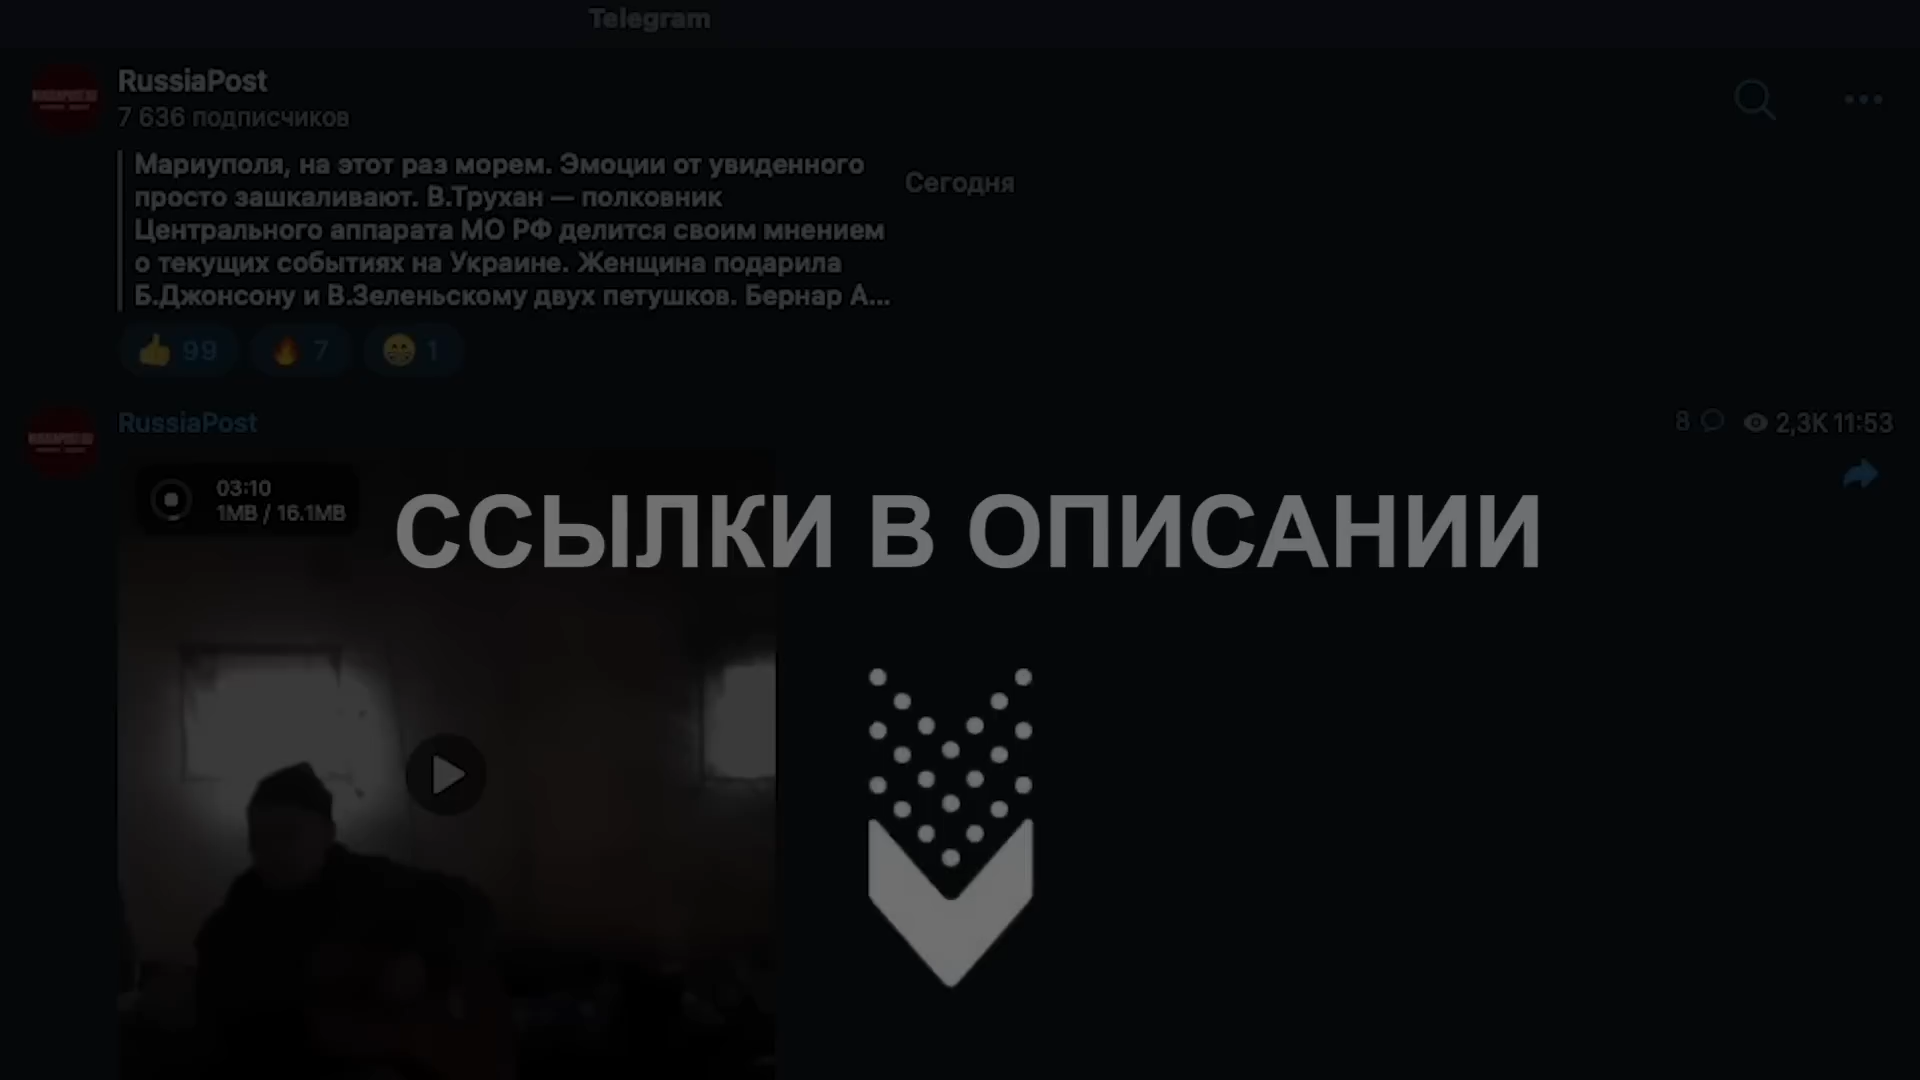 Telegram
RussiaPost
7 636 подписчиков
Мариуполя, на этот раз морем. Эмоции от увиденного
просто зашкаливают. В.Трухан — полковник
Центрального аппарата МО РФ делится своим мнением
о текущих событиях на Украине. Женщина подарила
Б.Джонсону и В.Зеленьскому двух петушков. Бернар А...
Сегодня
99 7 1
RussiaPost
8 2,3K 11:53
03:10
1MB / 16.1MB
ССЫЛКИ В ОПИСАНИИ